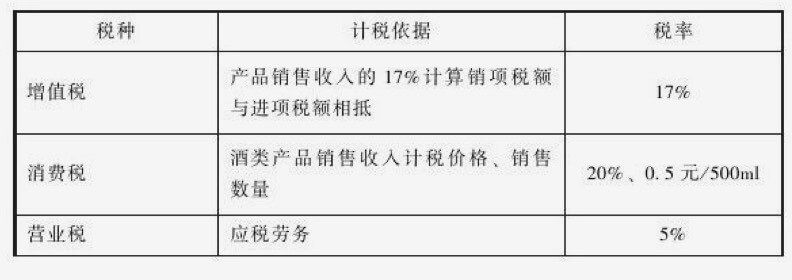 税种 计税依据 税率
增值税 产品销售收入的17%计算销项税额 17%
与进项税额相抵
消费税 酒类产品销售收入计税价格、销售 20%、0.5元/500ml
数量
营业税 应税劳务 5%